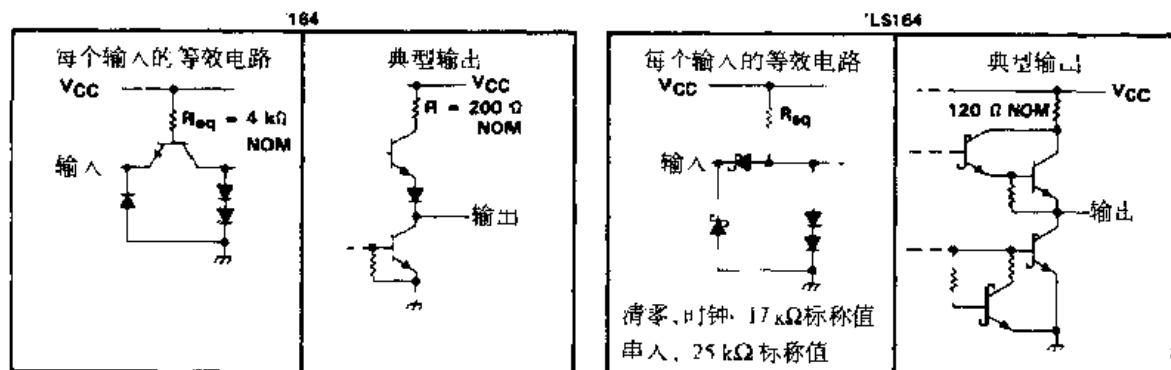 '164
每个输入的等效电路
VCC
Req = 4 kΩ
NOM
输入
典型输出
VCC
R = 200 Ω
NOM
输出
'LS164
每个输入的等效电路
VCC
Req
输入
清零、时钟· 17 kΩ标称值
串入、25 kΩ标称值
典型输出
VCC
120 Ω NOM
输出